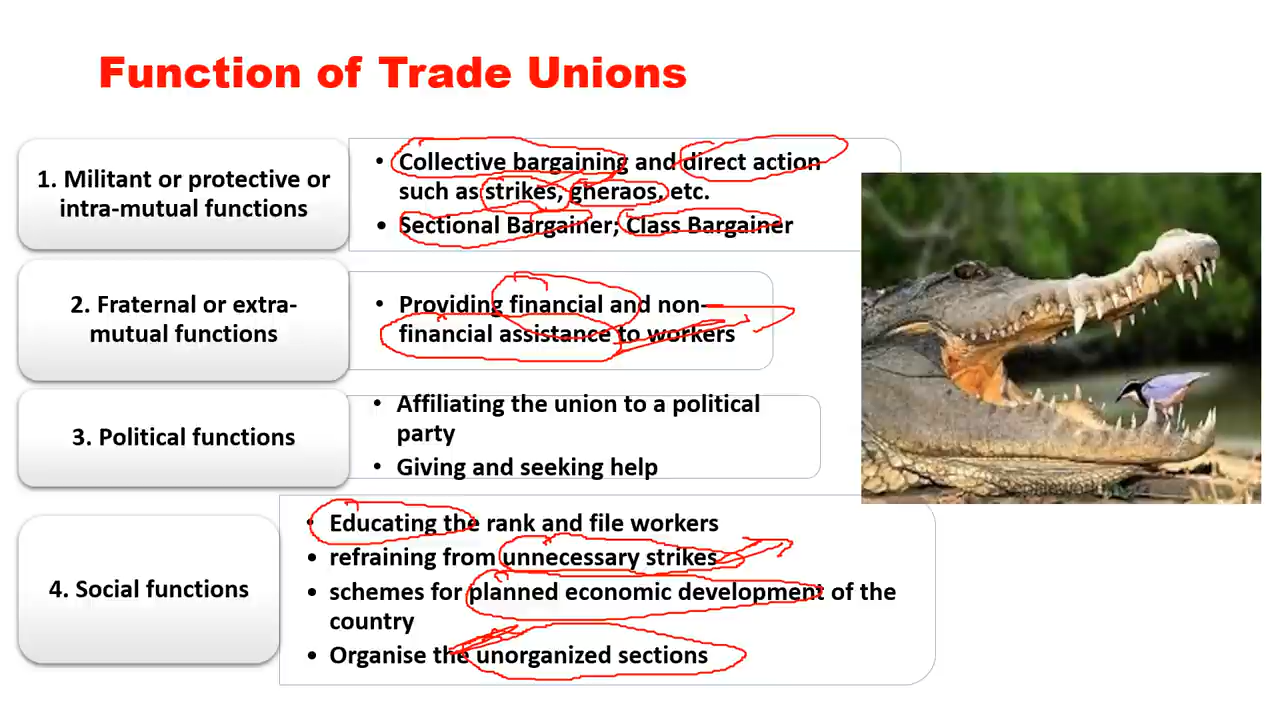 Function of Trade Unions
1. Militant or protective or
intra-mutual functions
• Collective bargaining and direct action
such as strikes, gheraos, etc.
• Sectional Bargainer; Class Bargainer
2. Fraternal or extra-
mutual functions
• Providing financial and non-
financial assistance to workers
3. Political functions
• Affiliating the union to a political
party
• Giving and seeking help
4. Social functions
• Educating the rank and file workers
• refraining from unnecessary strikes
• schemes for planned economic development of the
country
• Organise the unorganized sections